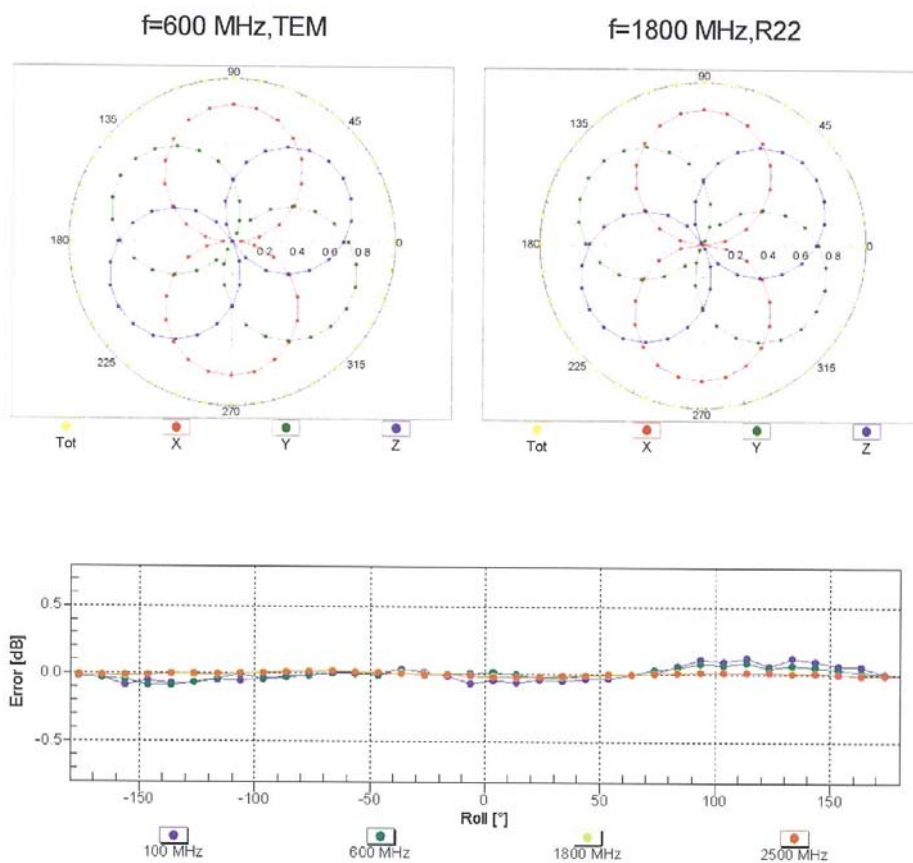 f=600 MHz,TEM
f=1800 MHz,R22
90
135
45
180
0.2 0.4 0.6 0.8
0
225
315
270
Tot X Y Z
90
135
45
180
0.2 0.4 0.6 0.8
0
225
315
270
Tot X Y Z
Error [dB]
0.5
0.0
-0.5
-150 -100 -50 0 50 100 150
Roll [°]
100 MHz 600 MHz 1800 MHz 2500 MHz